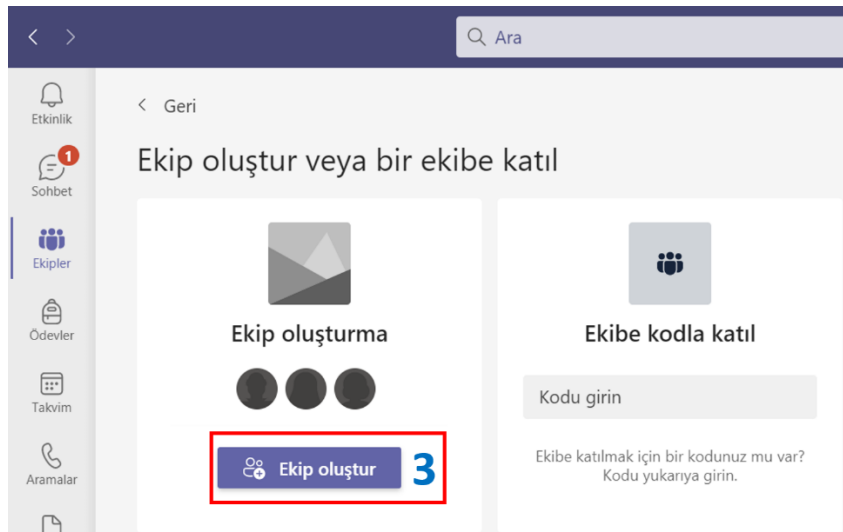 Ara
Etkinlik
1
Sohbet
Ekipler
Ödevler
Takvim
Aramalar
Geri
Ekip oluştur veya bir ekibe katıl
Ekip oluşturma
Ekip oluştur
3
Ekibe kodla katıl
Kodu girin
Ekibe katılmak için bir kodunuz mu var?
Kodu yukarıya girin.